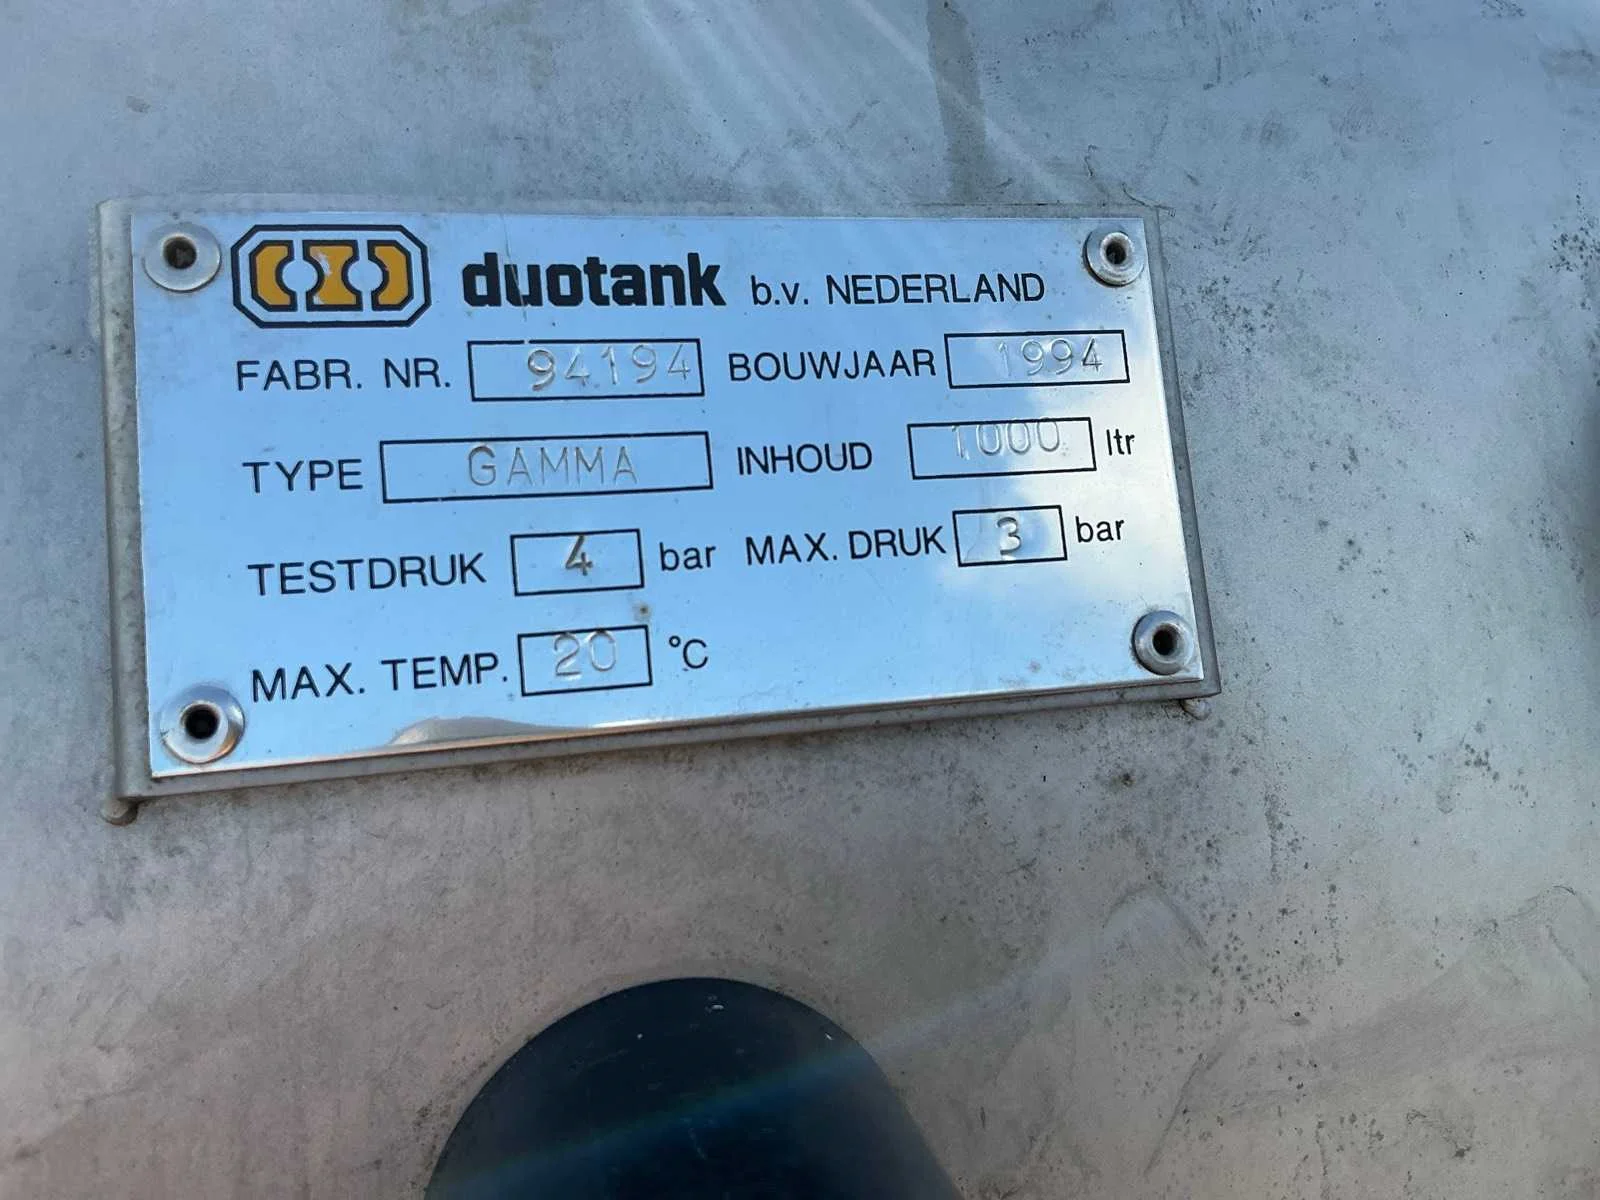 duotank b.v. NEDERLAND
FABR. NR. 94194 BOUWJAAR 1994
TYPE GAMMA INHOUD 1000 ltr
TESTDRUK 4 bar MAX. DRUK 3 bar
MAX. TEMP. 20 °C